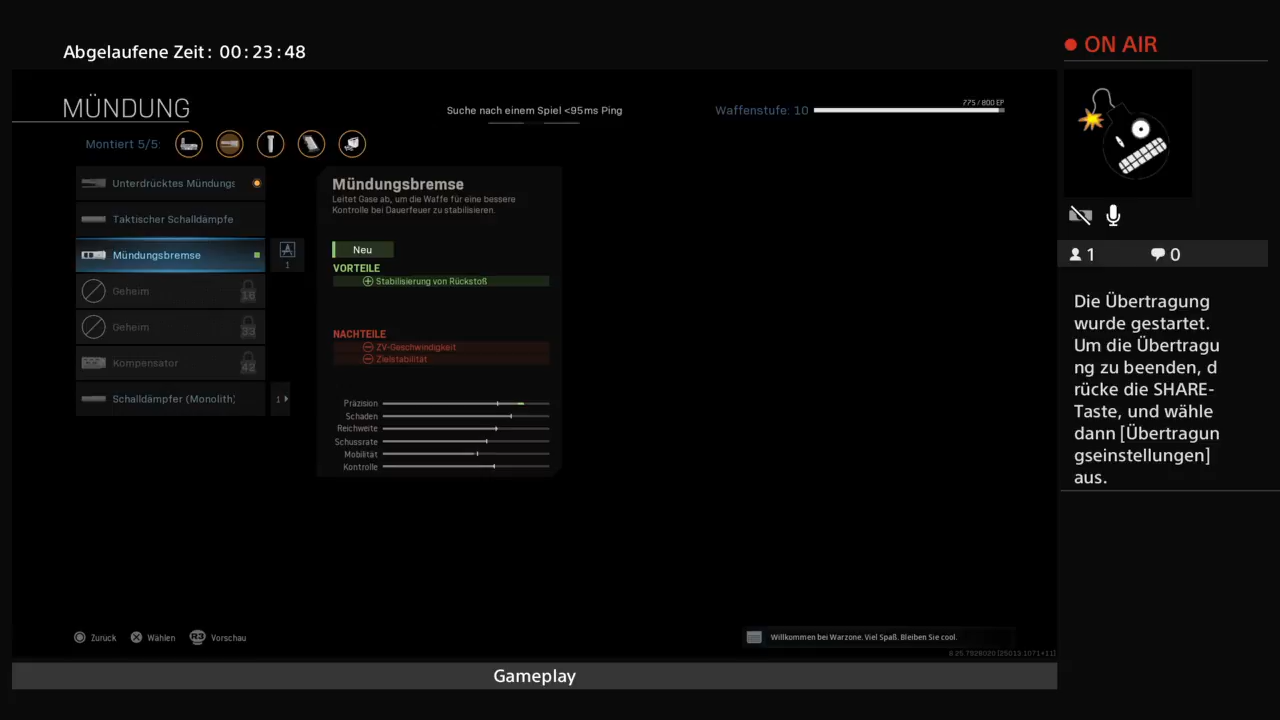 Abgelaufene Zeit: 00:23:48
ON AIR
MÜNDUNG
Suche nach einem Spiel <95ms Ping
Waffenstufe: 10
775 / 800 EP
Montiert 5/5:
Unterdrücktes Mündungs
Taktischer Schalldämpfe
Mündungsbremse
1
Geheim
18
Geheim
33
Kompensator
42
Schalldämpfer (Monolith)
1
Mündungsbremse
Leitet Gase ab, um die Waffe für eine bessere
Kontrolle bei Dauerfeuer zu stabilisieren.
Neu
VORTEILE
Stabilisierung von Rückstoß
NACHTEILE
ZV-Geschwindigkeit
Zielstabilität
Präzision
Schaden
Reichweite
Schussrate
Mobilität
Kontrolle
1
0
Die Übertragung
wurde gestartet.
Um die Übertragu
ng zu beenden, d
rücke die SHARE-
Taste, und wähle
dann [Übertragun
gseinstellungen]
aus.
Zurück
Wählen
R3 Vorschau
Willkommen bei Warzone. Viel Spaß. Bleiben Sie cool.
Gameplay